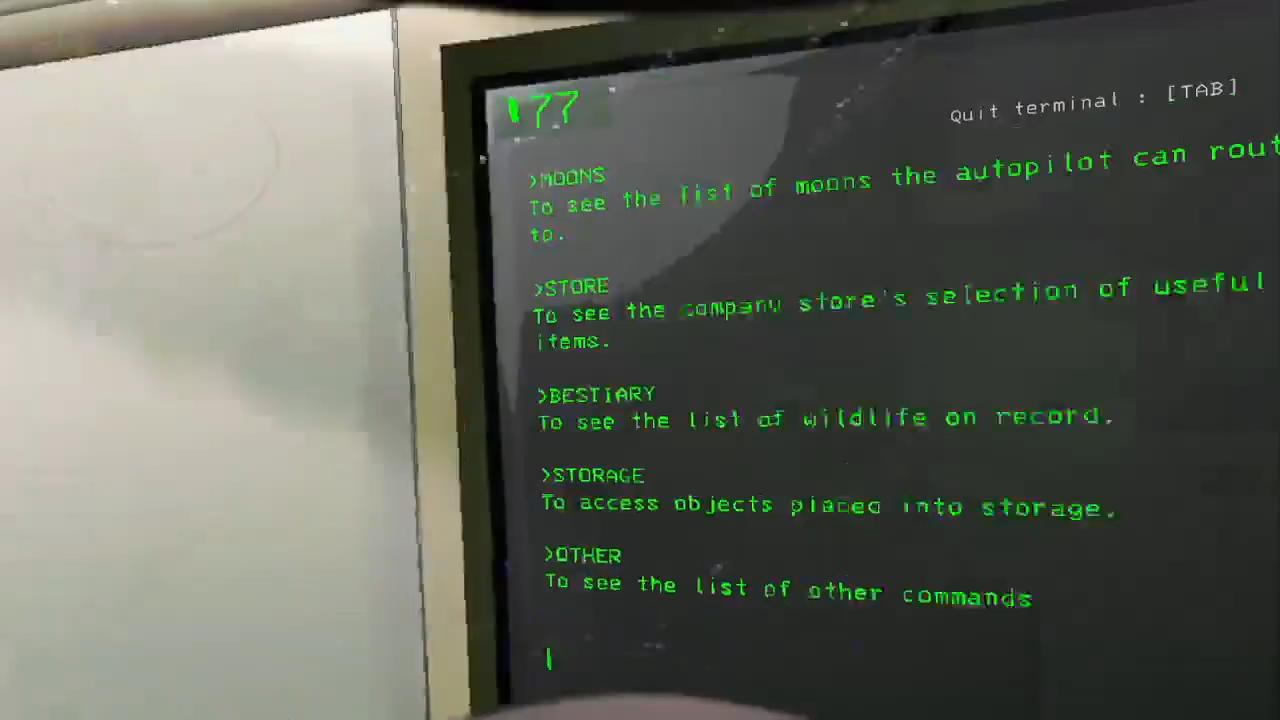 77
Quit terminal : [TAB]
>MOONS
To see the list of moons the autopilot can rout
to.
>STORE
To see the company store's selection of useful
items.
>BESTIARY
To see the list of wildlife on record.
>STORAGE
To access objects placed into storage.
>OTHER
To see the list of other commands